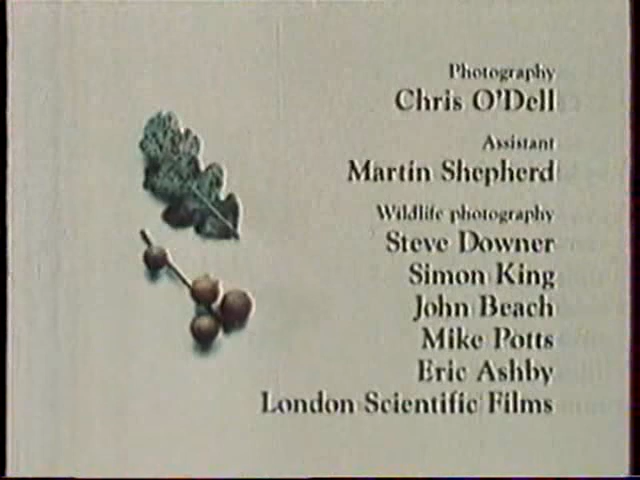 Photography
Chris O'Dell
Assistant
Martin Shepherd
Wildlife photography
Steve Downer
Simon King
John Beach
Mike Potts
Eric Ashby
London Scientific Films